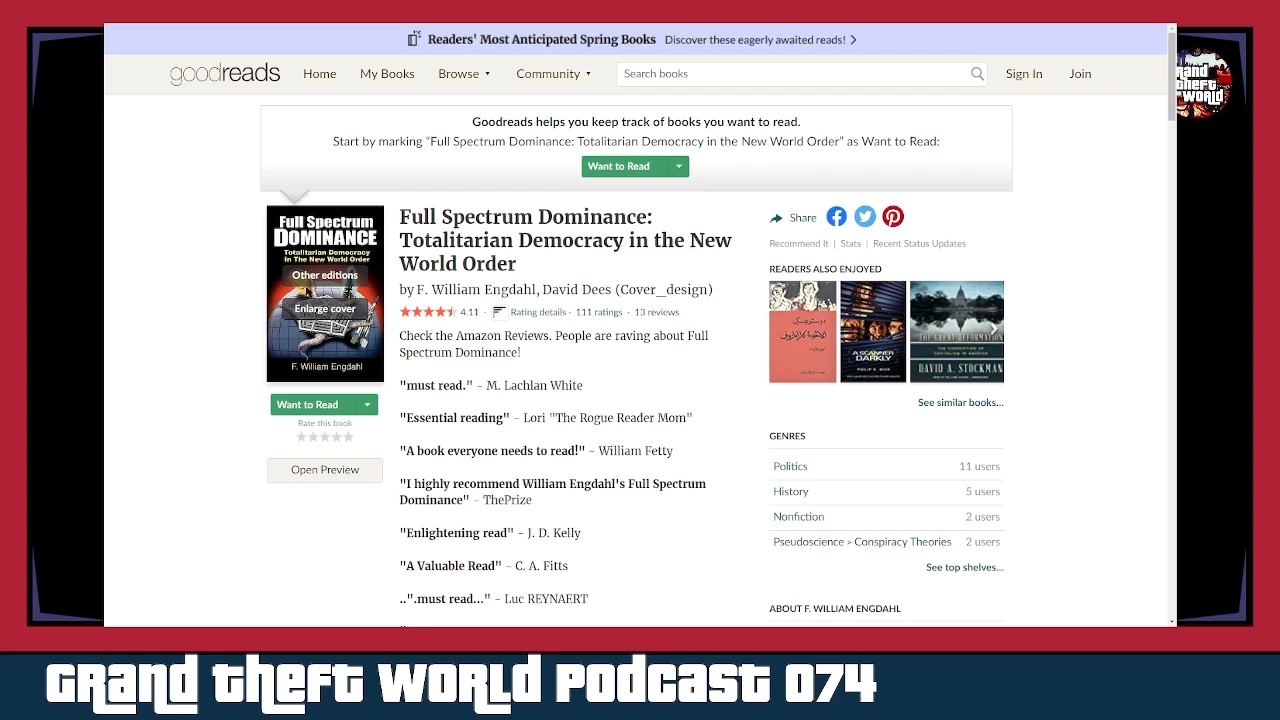 Readers' Most Anticipated Spring Books Discover these eagerly awaited reads!
goodreads Home My Books Browse Community Search books Sign In Join
Grand
theft
World
Goodreads helps you keep track of books you want to read.
Start by marking “Full Spectrum Dominance: Totalitarian Democracy in the New World Order” as Want to Read:
Want to Read
Full Spectrum
DOMINANCE
Totalitarian Democracy
In The New World Order
Other editions
Enlarge cover
F. William Engdahl
Want to Read
Rate this book
Open Preview
Full Spectrum Dominance:
Totalitarian Democracy in the New
World Order
by F. William Engdahl, David Dees (Cover_design)
4.11 · Rating details · 111 ratings · 13 reviews
Check the Amazon Reviews. People are raving about Full
Spectrum Dominance!
"must read." – M. Lachlan White
"Essential reading" – Lori "The Rogue Reader Mom"
"A book everyone needs to read!" – William Fetty
"I highly recommend William Engdahl's Full Spectrum
Dominance" – ThePrize
"Enlightening read" – J. D. Kelly
"A Valuable Read" – C. A. Fitts
..".must read..." – Luc REYNAERT
Share
Recommend It | Stats | Recent Status Updates
READERS ALSO ENJOYED
A SCANNER
DARKLY
PHILIP K. DICK
THE GREAT DEFORMATION
THE CORRUPTION OF
CAPITALISM IN AMERICA
DAVID A. STOCKMAN
See similar books…
GENRES
Politics 11 users
History 5 users
Nonfiction 2 users
Pseudoscience > Conspiracy Theories 2 users
See top shelves…
ABOUT F. WILLIAM ENGDAHL
GRAND THEFT WORLD PODCAST 074